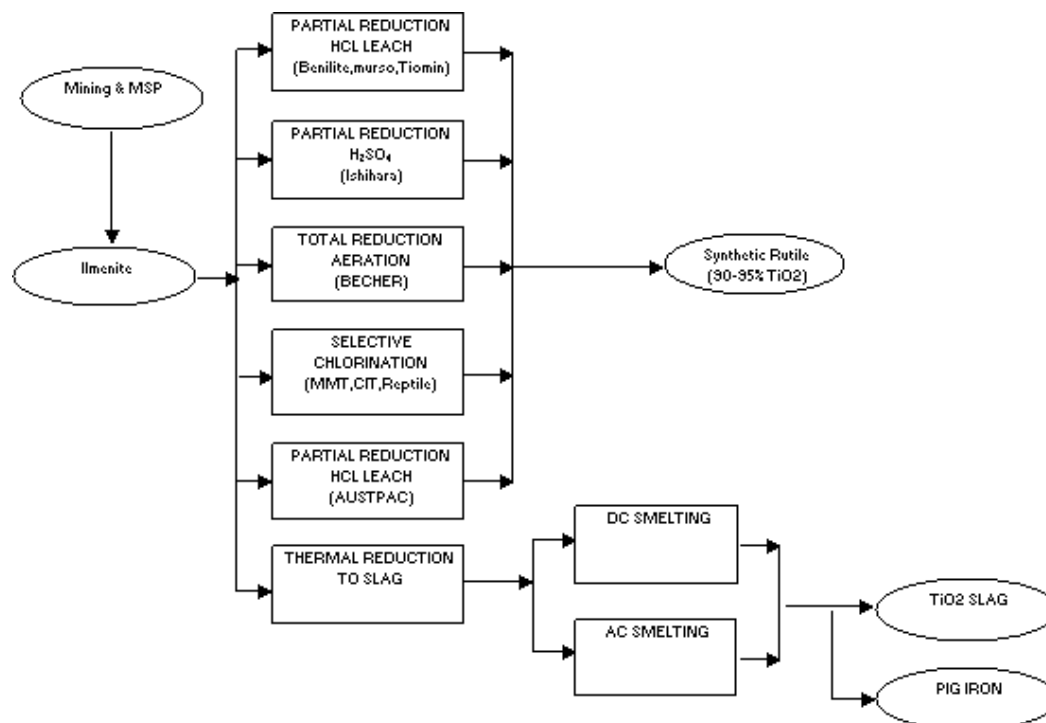 PARTIAL REDUCTION
HCL LEACH
(Benilite,murso,Tiomin)
Mining & MSP
PARTIAL REDUCTION
H₂SO₄
(Ishihara)
Ilmenite
TOTAL REDUCTION
AERATION
(BECHER)
Synthetic Rutile
(90-95% TiO2)
SELECTIVE
CHLORINATION
(MMT,CIT,Reptile)
PARTIAL REDUCTION
HCL LEACH
(AUSTPAC)
THERMAL REDUCTION
TO SLAG
DC SMELTING
AC SMELTING
TiO2 SLAG
PIG IRON